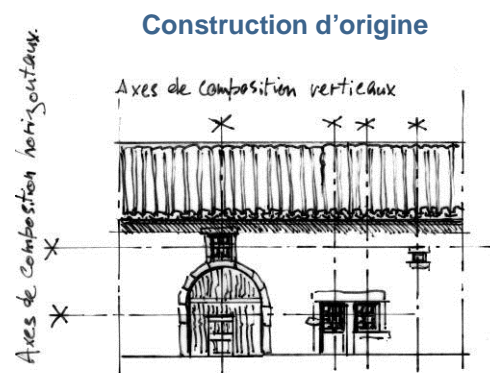 Construction d’origine
Axes de composition verticaux
Axes de composition horizontaux.